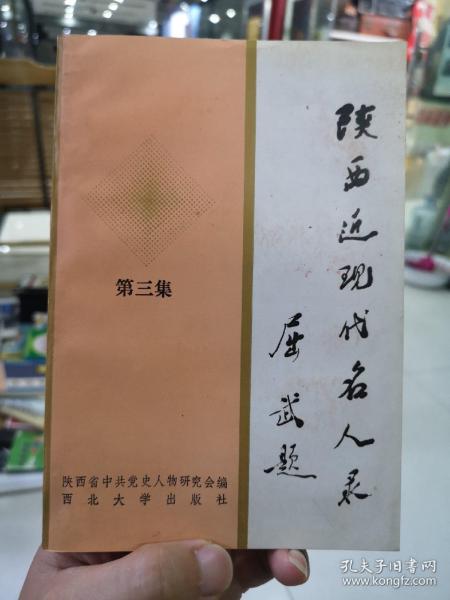 陕西近现代名人录
屈武题
第三集
陕西省中共党史人物研究会编
西北大学出版社
孔夫子旧书网
www.kongfz.com